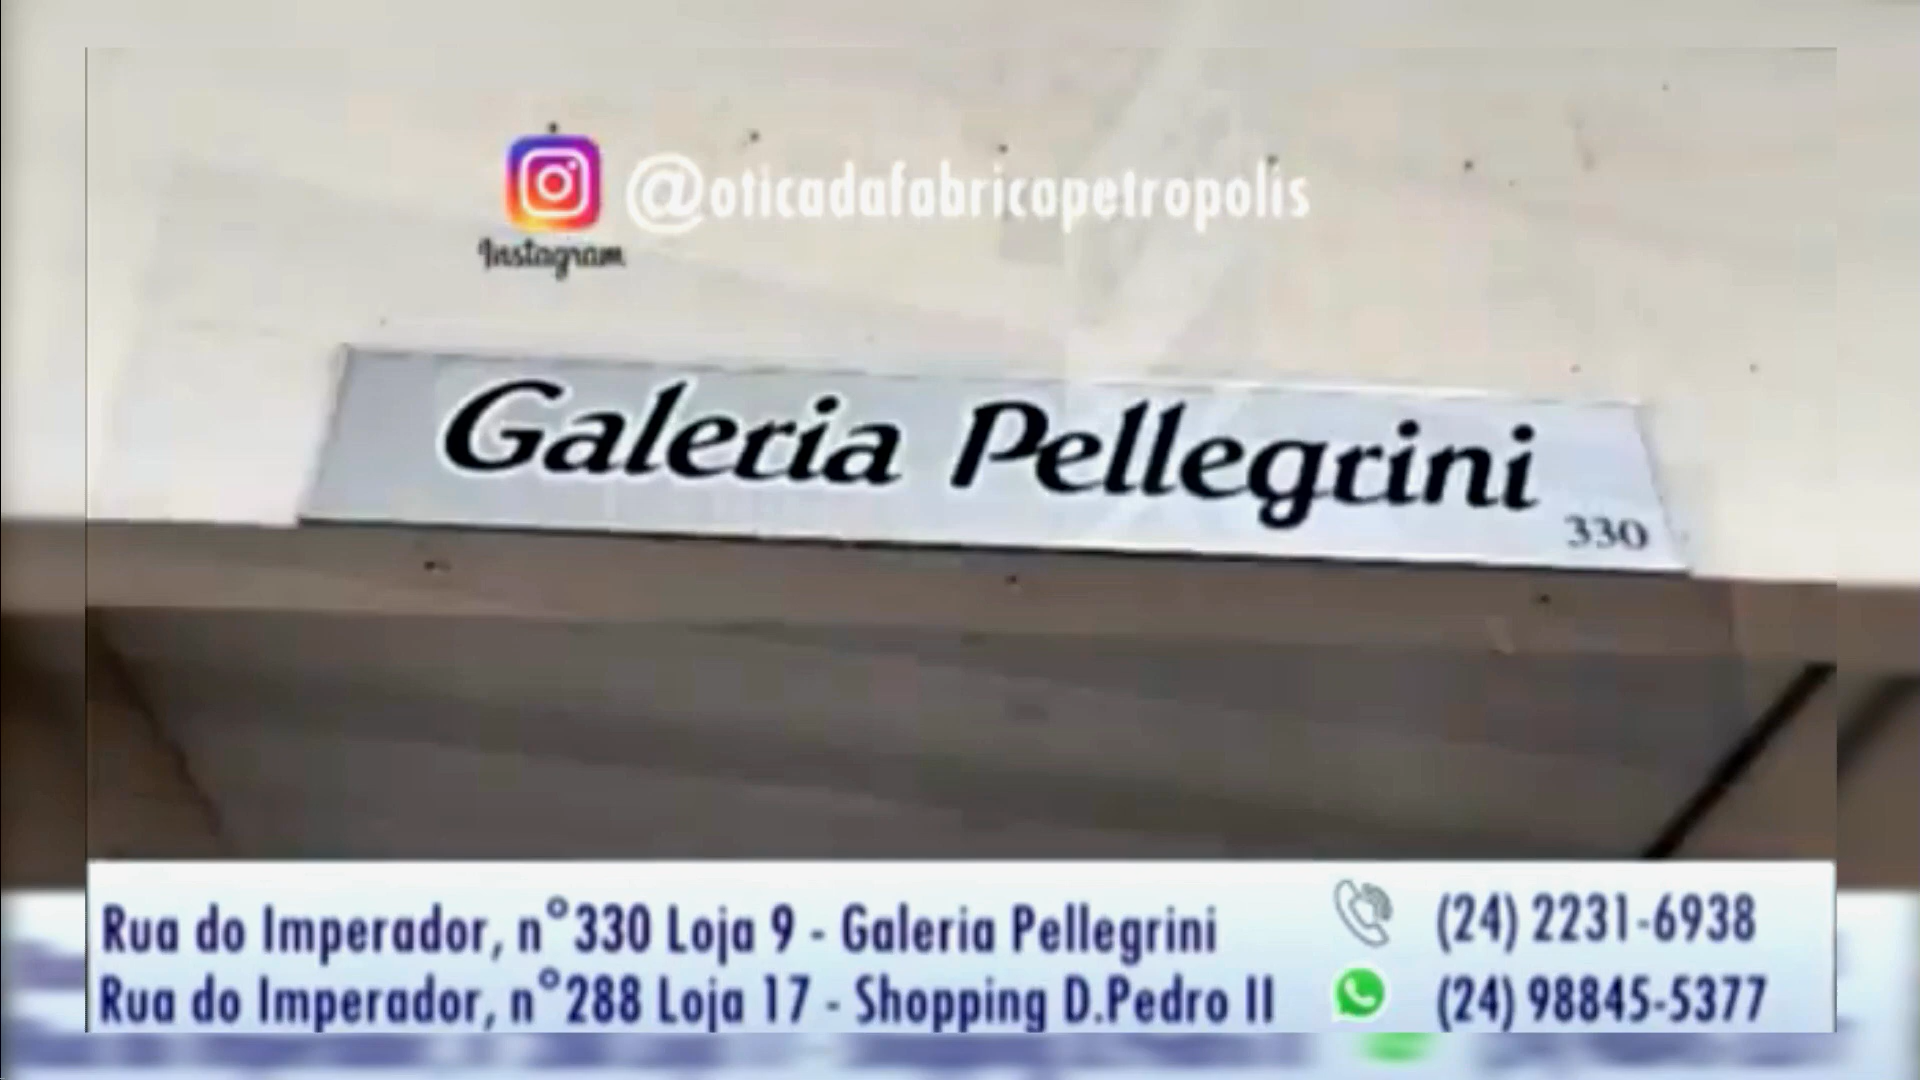 @oticadafabricapetropolis
Instagram
Galeria Pellegrini
330
Rua do Imperador, n°330 Loja 9 - Galeria Pellegrini
(24) 2231-6938
Rua do Imperador, n°288 Loja 17 - Shopping D.Pedro II
(24) 98845-5377